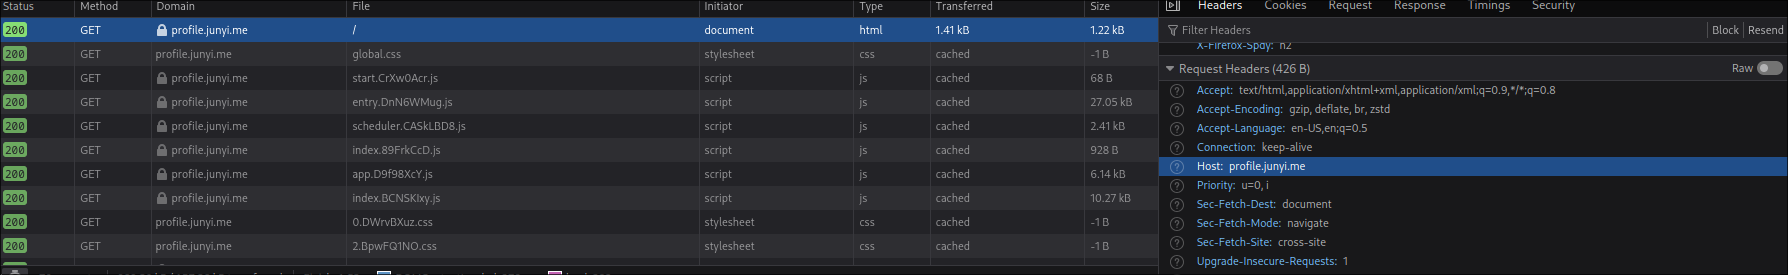 Status Method Domain File Initiator Type Transferred Size
200 GET profile.junyi.me / document html 1.41 kB 1.22 kB
200 GET profile.junyi.me global.css stylesheet css cached -1 B
200 GET profile.junyi.me start.CrXw0Acr.js script js cached 68 B
200 GET profile.junyi.me entry.DnN6WMug.js script js cached 27.05 kB
200 GET profile.junyi.me scheduler.CASkLBD8.js script js cached 2.41 kB
200 GET profile.junyi.me index.89FrkCcD.js script js cached 928 B
200 GET profile.junyi.me app.D9f98XcY.js script js cached 6.14 kB
200 GET profile.junyi.me index.BCNSKIxy.js script js cached 10.27 kB
200 GET profile.junyi.me 0.DWrvBXuz.css stylesheet css cached -1 B
200 GET profile.junyi.me 2.BpwFQ1NO.css stylesheet css cached -1 B
Headers Cookies Request Response Timings Security
Filter Headers Block Resend
X-Firefox-Spdy: h2
Request Headers (426 B) Raw
Accept: text/html,application/xhtml+xml,application/xml;q=0.9,*/*;q=0.8
Accept-Encoding: gzip, deflate, br, zstd
Accept-Language: en-US,en;q=0.5
Connection: keep-alive
Host: profile.junyi.me
Priority: u=0, i
Sec-Fetch-Dest: document
Sec-Fetch-Mode: navigate
Sec-Fetch-Site: cross-site
Upgrade-Insecure-Requests: 1